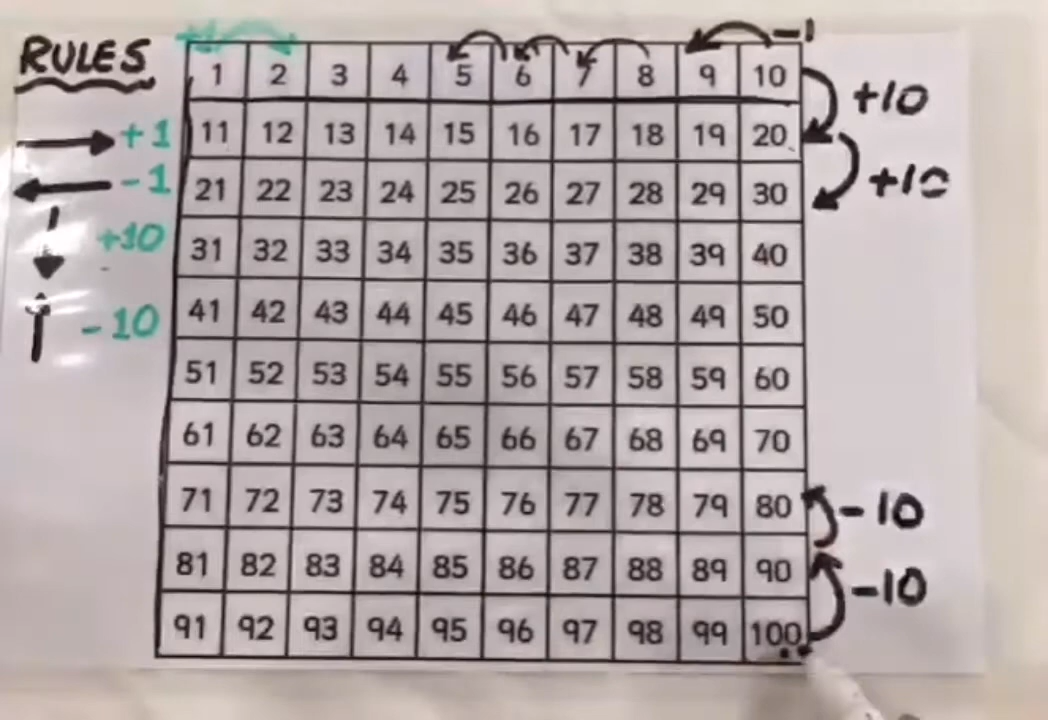 RULES
+1
-1
+10
-10
+1
-1
1 2 3 4 5 6 7 8 9 10
11 12 13 14 15 16 17 18 19 20
21 22 23 24 25 26 27 28 29 30
31 32 33 34 35 36 37 38 39 40
41 42 43 44 45 46 47 48 49 50
51 52 53 54 55 56 57 58 59 60
61 62 63 64 65 66 67 68 69 70
71 72 73 74 75 76 77 78 79 80
81 82 83 84 85 86 87 88 89 90
91 92 93 94 95 96 97 98 99 100
+10
+10
-10
-10